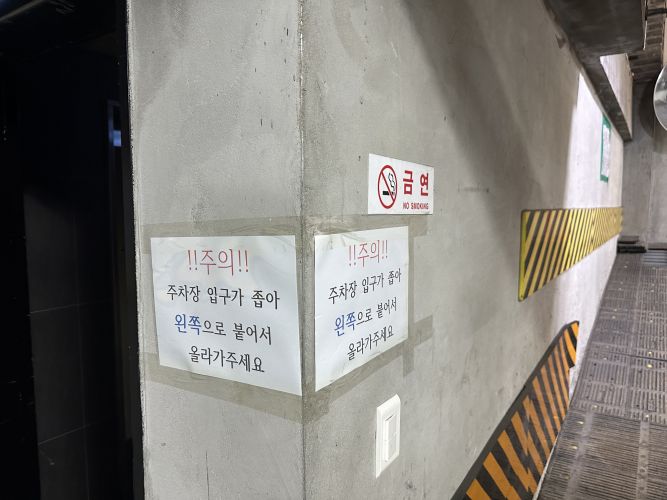 !!주의!!
주차장 입구가 좁아
왼쪽으로 붙어서
올라가주세요
!!주의!!
주차장 입구가 좁아
왼쪽으로 붙어서
올라가주세요
금연
NO SMOKING